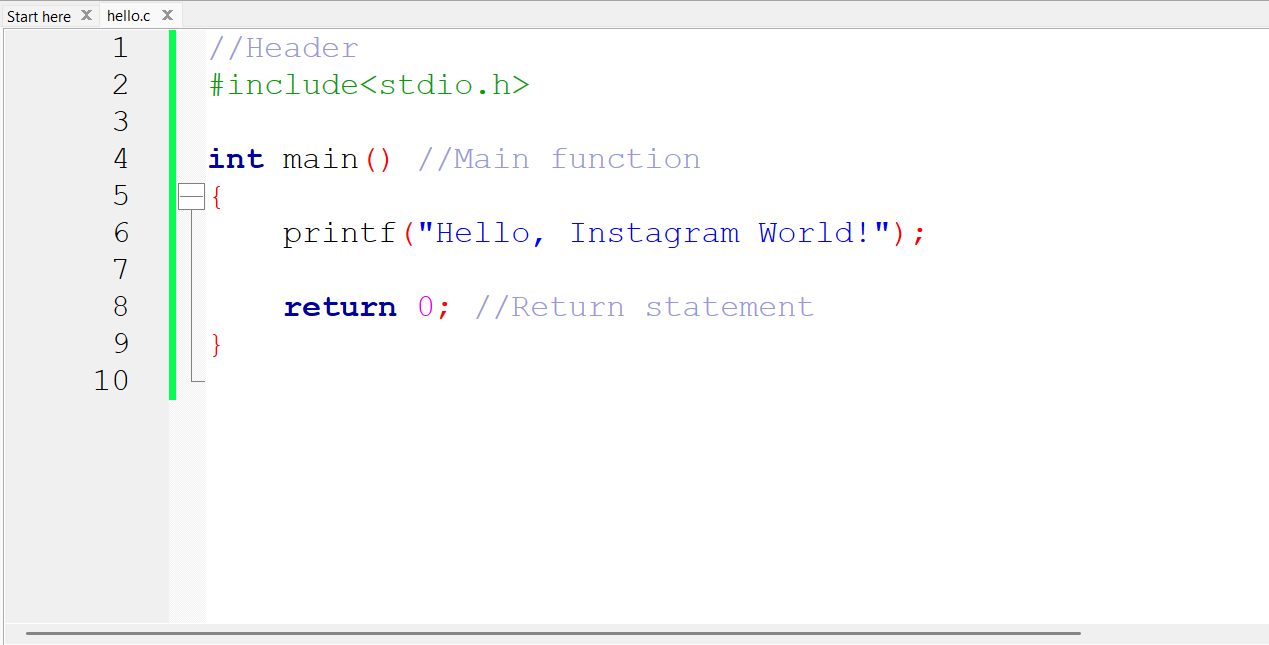 Start here X hello.c X
1 //Header
2 #include<stdio.h>
3
4 int main() //Main function
5 {
6     printf("Hello, Instagram World!");
7
8     return 0; //Return statement
9 }
10